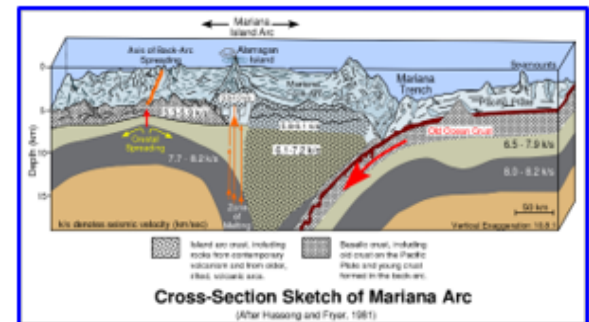 Mariana
Island Arc
Axis of Back-Arc
Spreading
Alamagan
Island
Seamounts
Mariana
Trench
Pacific Plate
Old Ocean Crust
Crustal
Spreading
6.1-7.2 k/s
7.7 - 8.2 k/s
6.5 - 7.9 k/s
8.0 - 8.2 k/s
Depth (km)
0
5
10
15
Zone
of
Melting
k/s denotes seismic velocity (km/sec)
50 km
Vertical Exaggeration
Island arc crust, including
rocks from contemporary
volcanism and from older,
rifted, volcanic arcs.
Basaltic crust, including
old crust on the Pacific
Plate and young crust
formed in the back-arc.
Cross-Section Sketch of Mariana Arc
(After Hussong and Fryer, 1981)